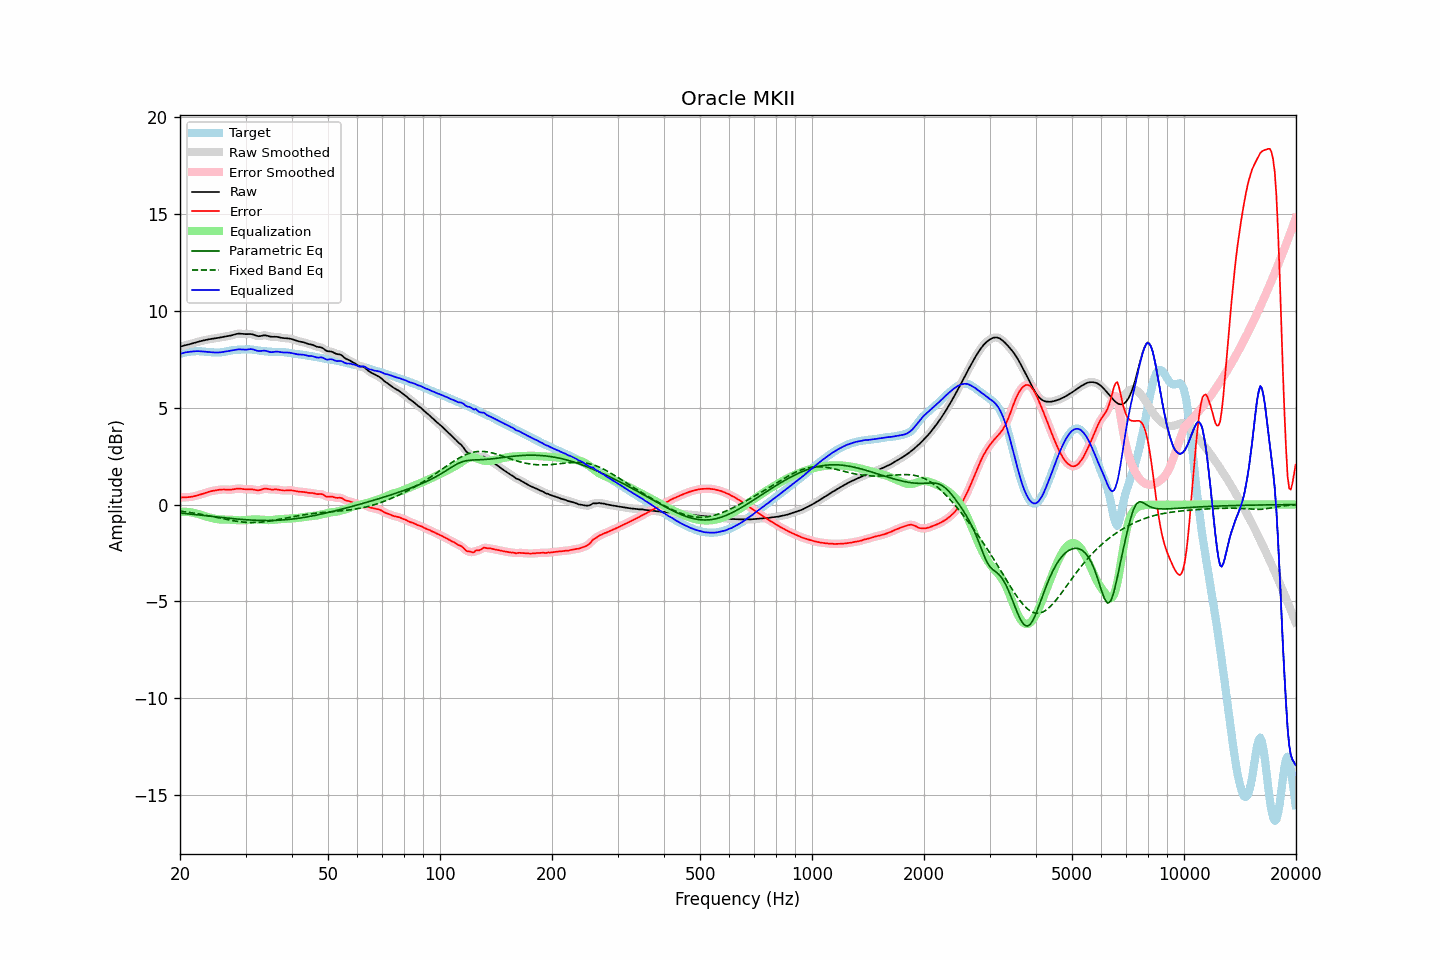 Oracle MKII
20
15
10
5
0
−5
−10
−15
Amplitude (dBr)
Target
Raw Smoothed
Error Smoothed
Raw
Error
Equalization
Parametric Eq
Fixed Band Eq
Equalized
20 50 100 200 500 1000 2000 5000 10000 20000
Frequency (Hz)